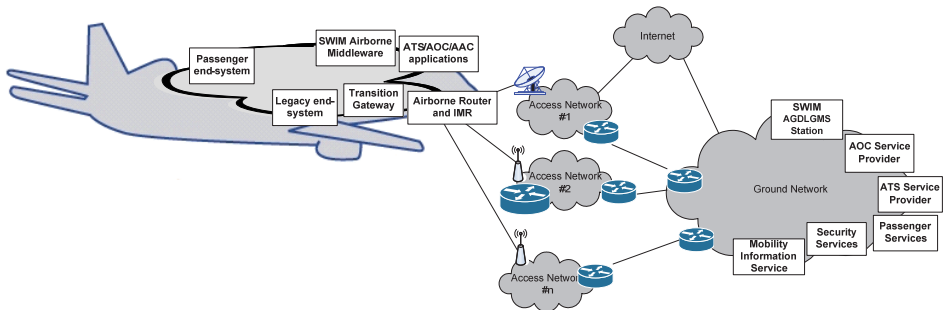 SWIM Airborne
Middleware
ATS/AOC/AAC
applications
Passenger
end-system
Legacy end-
system
Transition
Gateway
Airborne Router
and IMR
Internet
Access Network
#1
Access Network
#2
Access Network
#n
Ground Network
SWIM
AGDLGMS
Station
AOC Service
Provider
ATS Service
Provider
Passenger
Services
Security
Services
Mobility
Information
Service